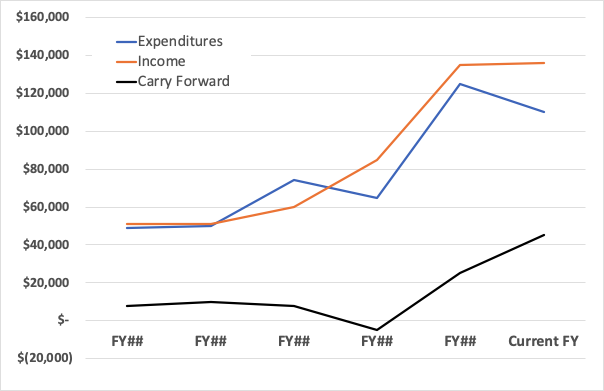 $160,000
$140,000
$120,000
$100,000
$80,000
$60,000
$40,000
$20,000
$-
$(20,000)
Expenditures
Income
Carry Forward
FY## FY## FY## FY## FY## Current FY